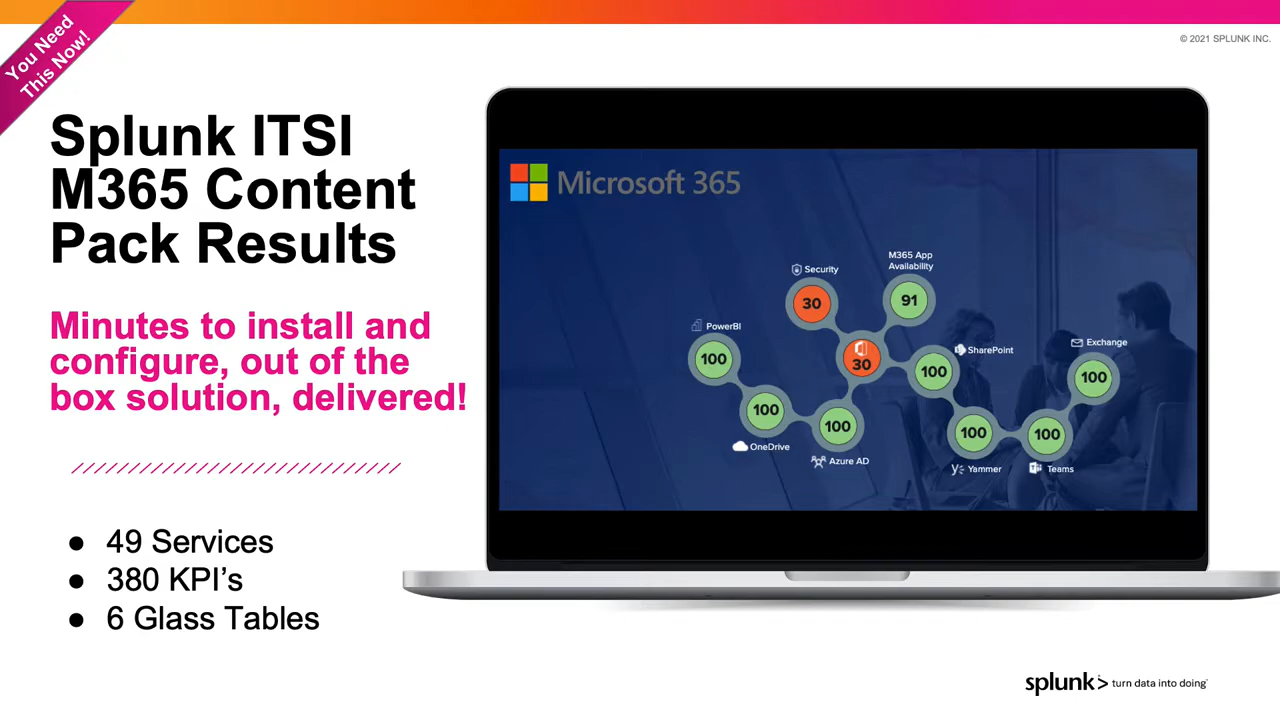 You Need
This Now!
© 2021 SPLUNK INC.
Splunk ITSI
M365 Content
Pack Results
Minutes to install and
configure, out of the
box solution, delivered!
● 49 Services
● 380 KPI’s
● 6 Glass Tables
Microsoft 365
Security
30
M365 App
Availability
91
PowerBI
100
30
SharePoint
100
Exchange
100
100
OneDrive
100
Azure AD
100
Yammer
100
Teams
splunk> turn data into doing